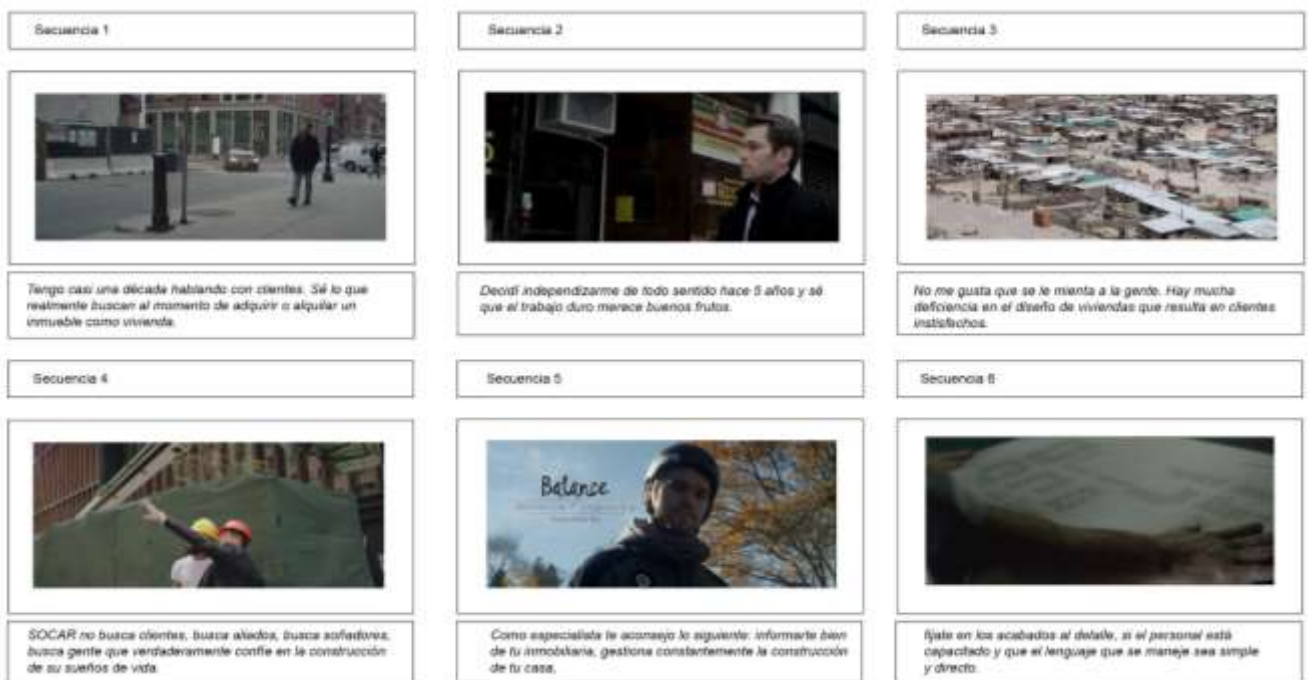 Secuencia 1
Secuencia 2
Secuencia 3
Tengo casi una década hablando con clientes. Sé lo que
realmente buscan al momento de adquirir o alquilar un
inmueble como vivienda.
Decidí independizarme de todo sentido hace 5 años y sé
que el trabajo duro merece buenos frutos.
No me gusta que se le mienta a la gente. Hay mucha
deficiencia en el diseño de viviendas que resulta en clientes
instisfechos.
Secuencia 4
Secuencia 5
Secuencia 6
Balance
SOCAR no busca clientes, busca aliados, busca soñadores,
busca gente que verdaderamente confíe en la construcción
de su sueños de vida.
Como especialista te aconsejo lo siguiente: informarte bien
de tu inmobiliaria, gestiona constantemente la construcción
de tu casa,
fíjate en los acabados al detalle, si el personal está
capacitado y que el lenguaje que se maneje sea simple
y directo.